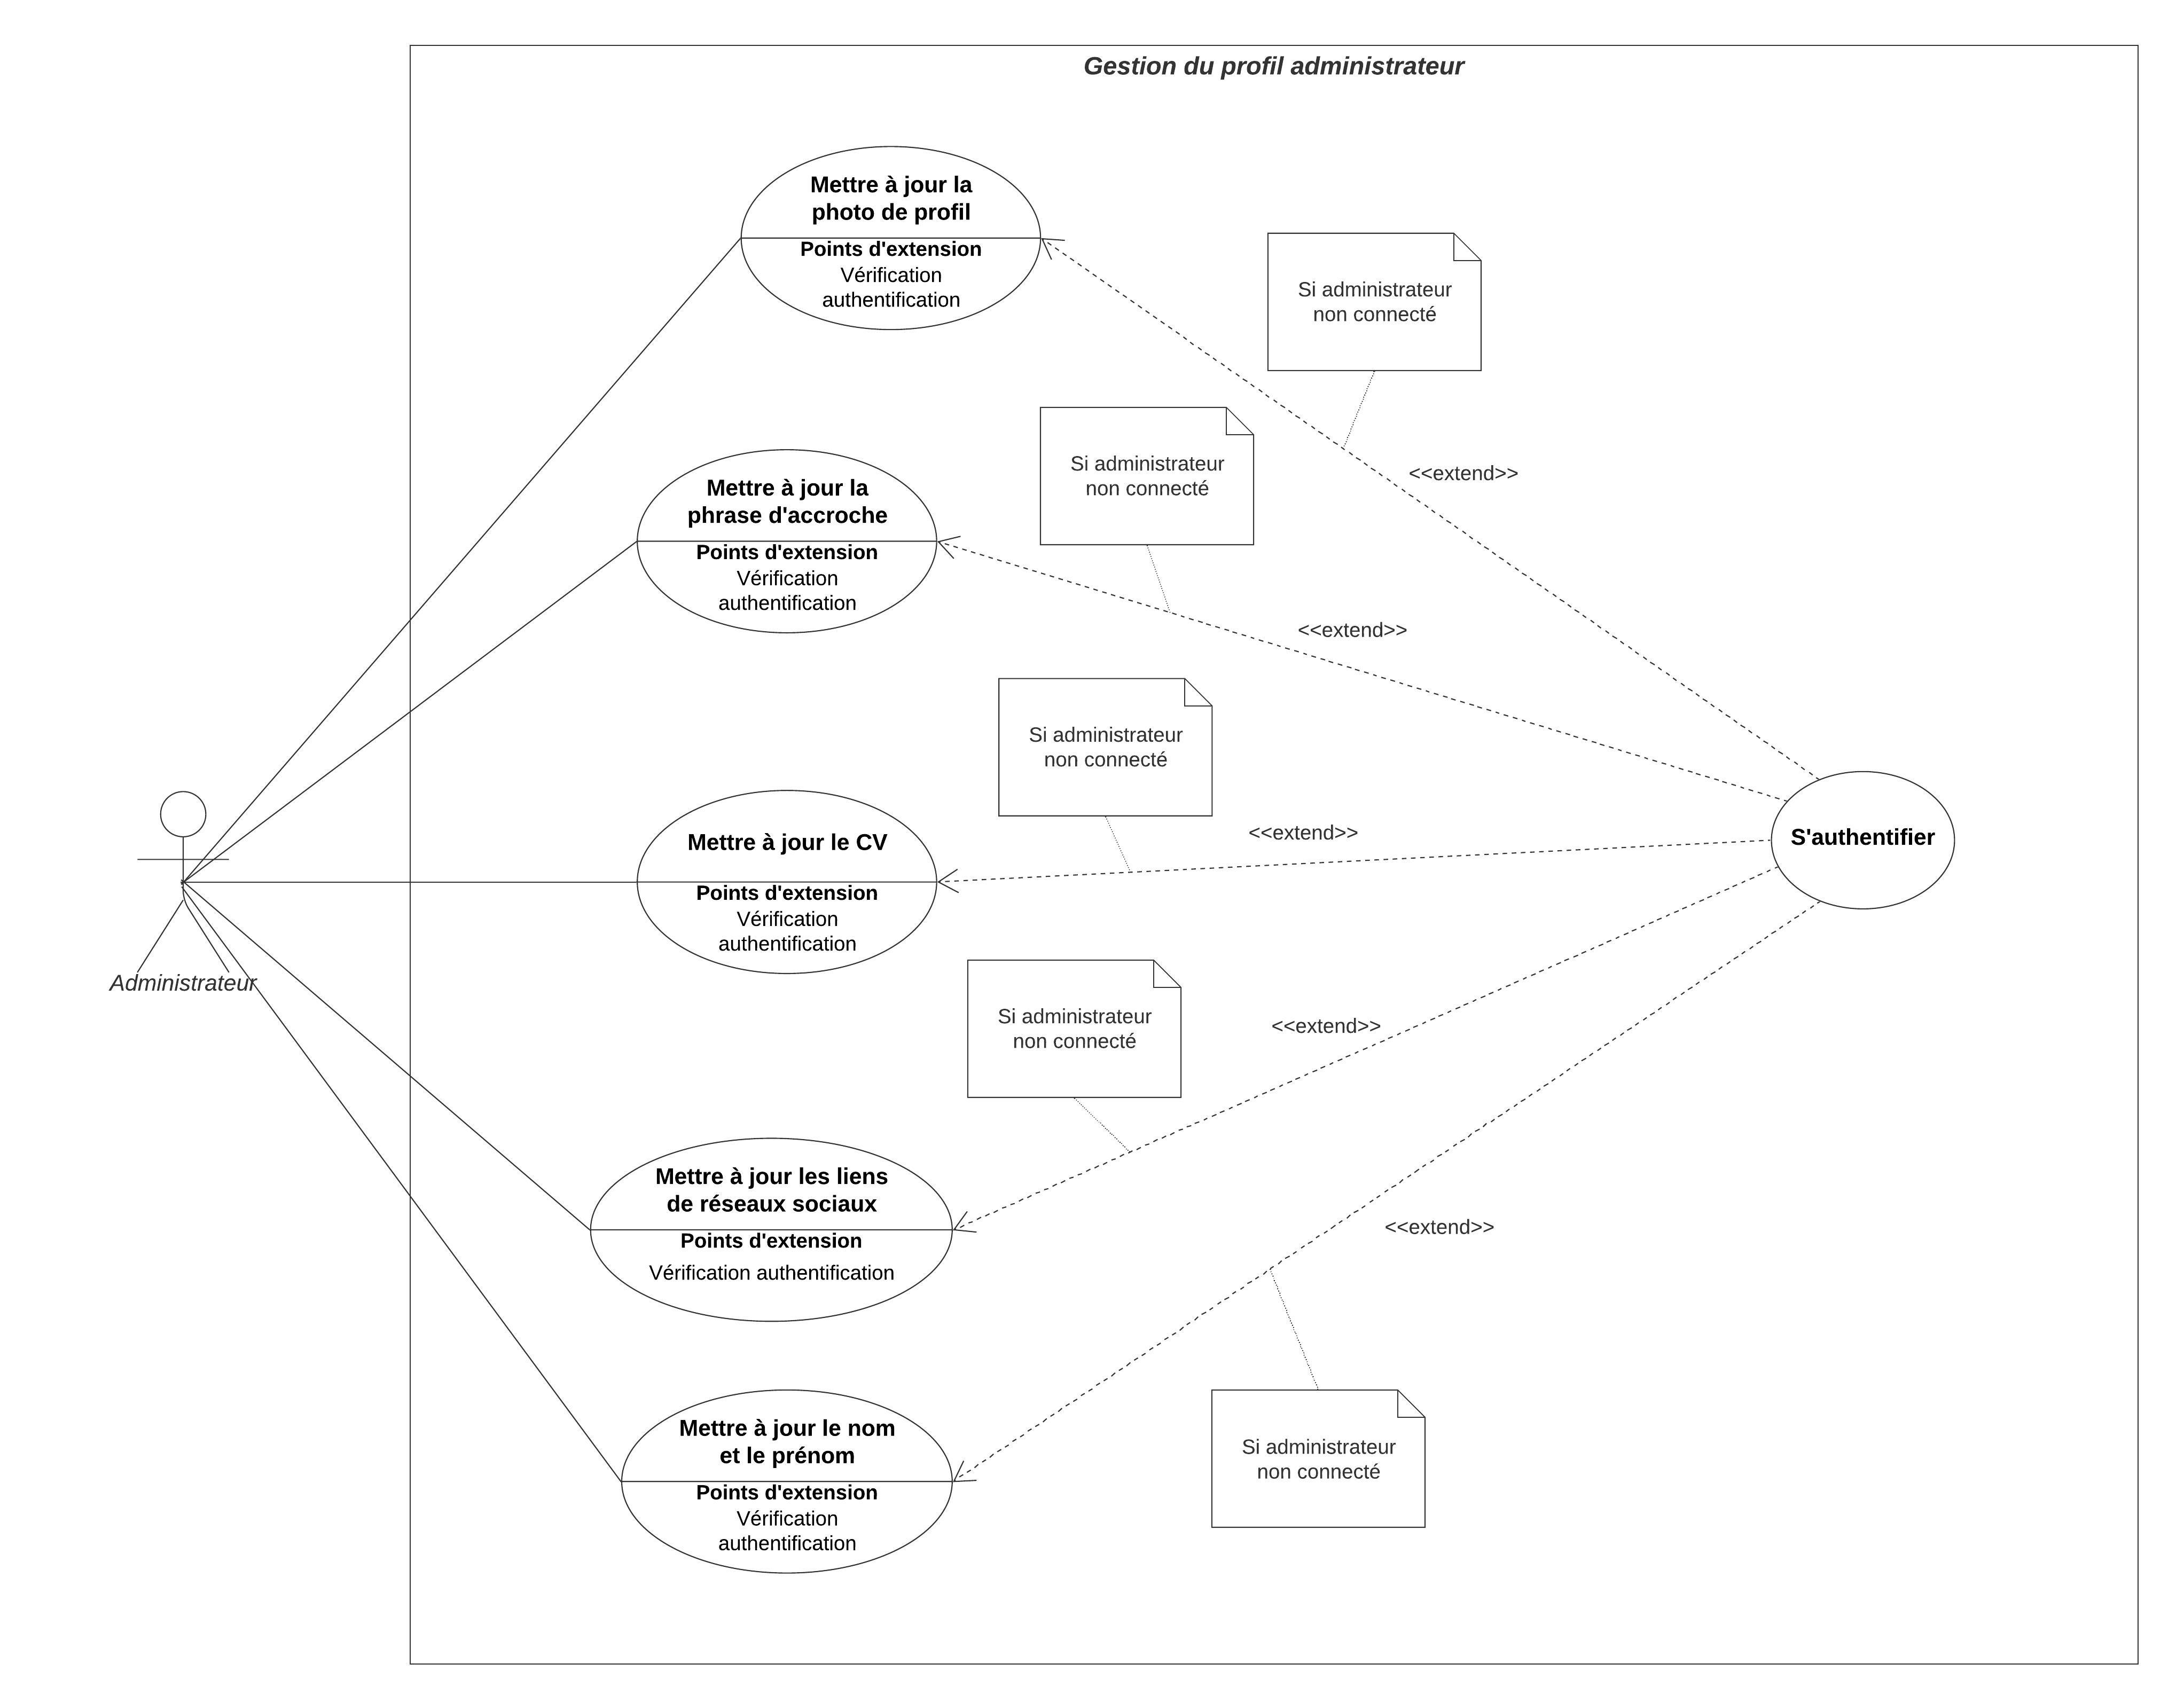 Gestion du profil administrateur
Mettre à jour la
photo de profil
Points d'extension
Vérification
authentification
Si administrateur
non connecté
<<extend>>
Mettre à jour la
phrase d'accroche
Points d'extension
Vérification
authentification
Si administrateur
non connecté
<<extend>>
Si administrateur
non connecté
<<extend>>
Mettre à jour le CV
Points d'extension
Vérification
authentification
S'authentifier
Administrateur
Si administrateur
non connecté
<<extend>>
Mettre à jour les liens
de réseaux sociaux
Points d'extension
Vérification authentification
<<extend>>
Mettre à jour le nom
et le prénom
Points d'extension
Vérification
authentification
Si administrateur
non connecté